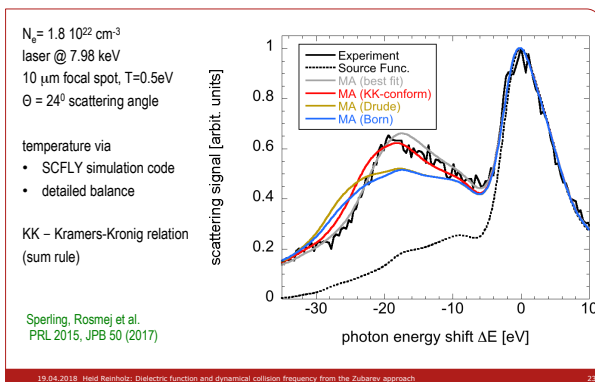 Nₑ= 1.8 10²² cm⁻³
laser @ 7.98 keV
10 μm focal spot, T=0.5eV
Θ = 24⁰ scattering angle
temperature via
• SCFLY simulation code
• detailed balance
KK – Kramers-Kronig relation
(sum rule)
Sperling, Rosmej et al.
PRL 2015, JPB 50 (2017)
scattering signal [arbit. units]
1
0.8
0.6
0.4
0.2
0
Experiment
Source Func.
MA (best fit)
MA (KK-conform)
MA (Drude)
MA (Born)
-30
-20
-10
0
10
photon energy shift ΔE [eV]
19.04.2018 Heid Reinholz: Dielectric function and dynamical collision frequency from the Zubarev approach